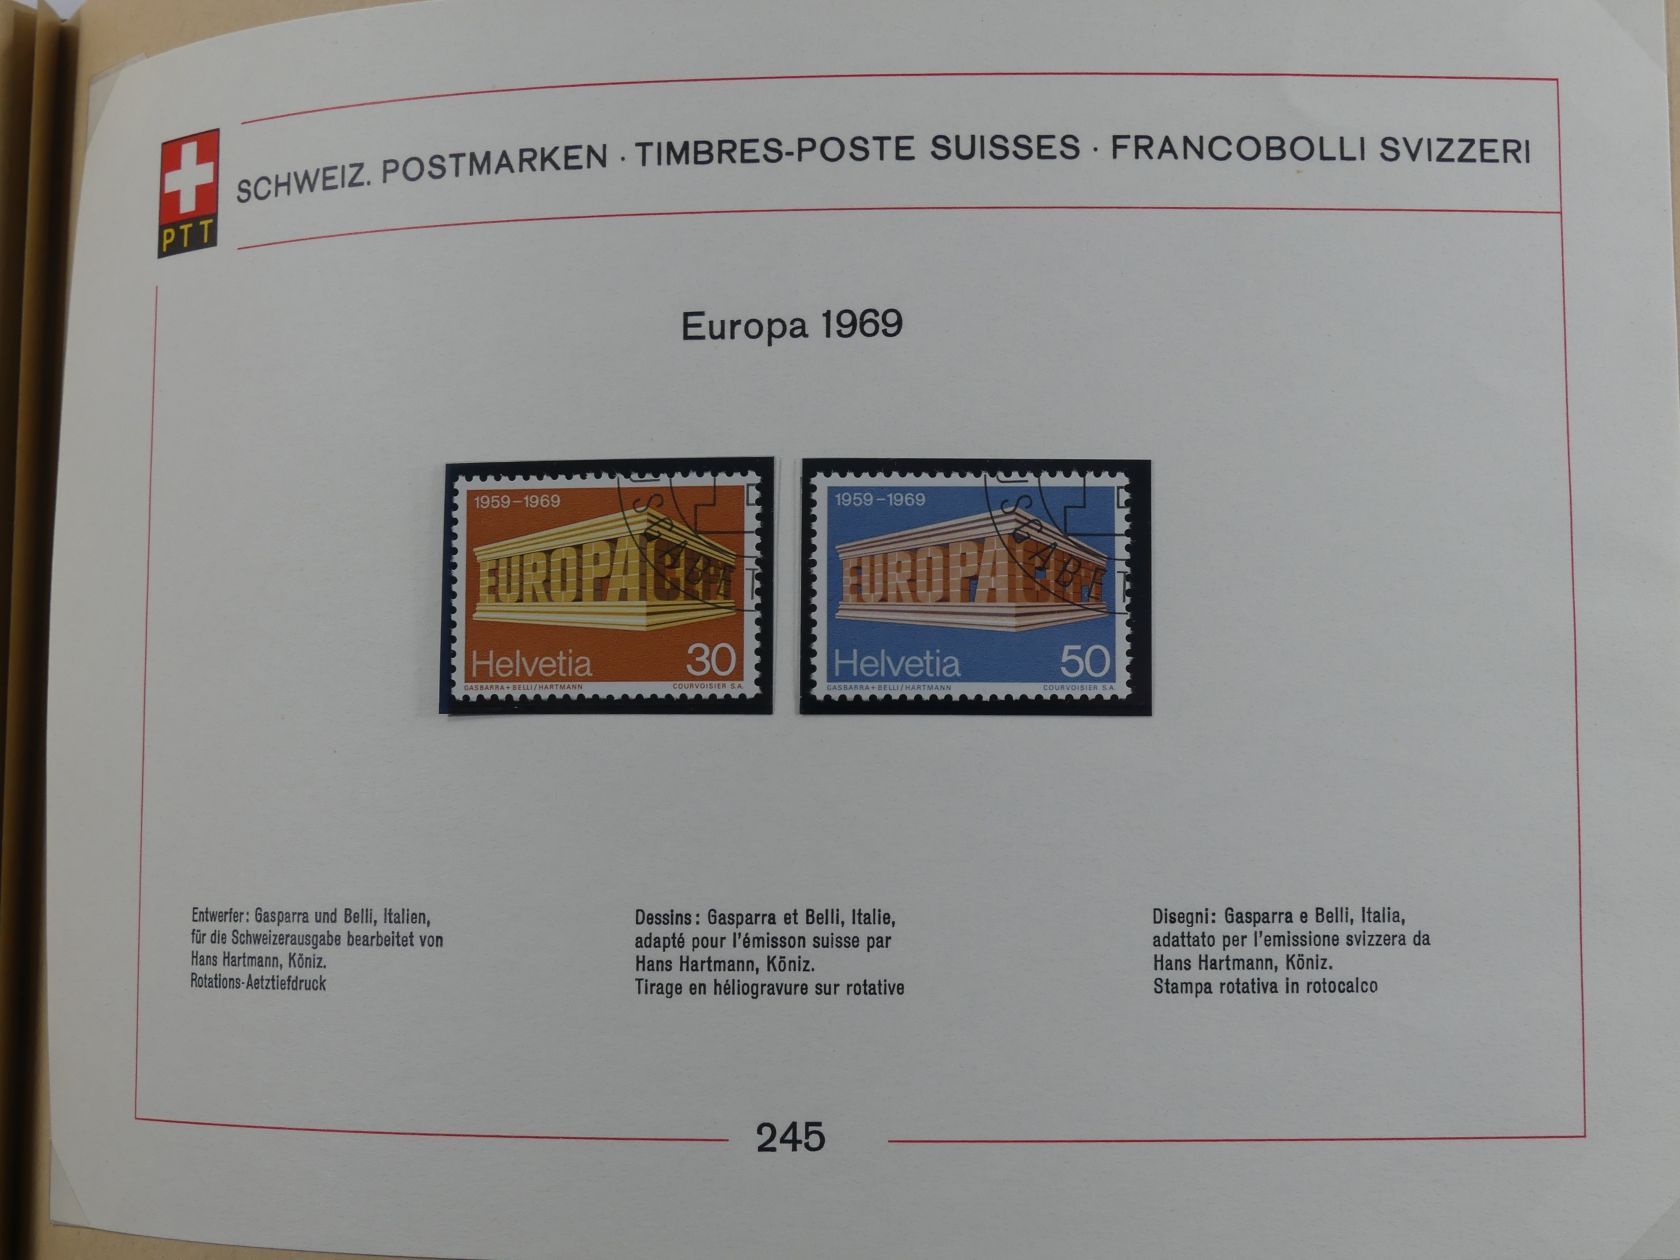 SCHWEIZ. POSTMARKEN · TIMBRES-POSTE SUISSES · FRANCOBOLLI SVIZZERI
PTT
Europa 1969
1959–1969
EUROPA CEPT
Helvetia 30
GASBARRA + BELLI / HARTMANN COURVOISIER S.A.
1959–1969
EUROPA CEPT
Helvetia 50
GASBARRA + BELLI / HARTMANN COURVOISIER S.A.
Entwerfer: Gasparra und Belli, Italien,
für die Schweizerausgabe bearbeitet von
Hans Hartmann, Köniz.
Rotations-Aetztiefdruck
Dessins: Gasparra et Belli, Italie,
adapté pour l'émisson suisse par
Hans Hartmann, Köniz.
Tirage en héliogravure sur rotative
Disegni: Gasparra e Belli, Italia,
adattato per l'emissione svizzera da
Hans Hartmann, Köniz.
Stampa rotativa in rotocalco
245